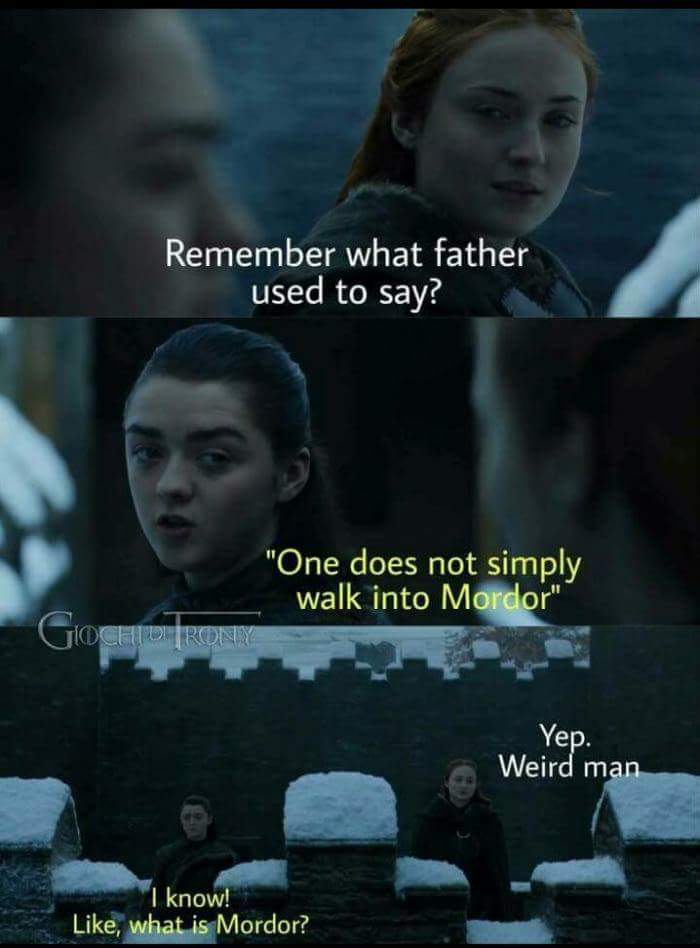 Remember what father
used to say?
"One does not simply
walk into Mordor"
GIOCHI DI TRONY
Yep.
Weird man
I know!
Like, what is Mordor?